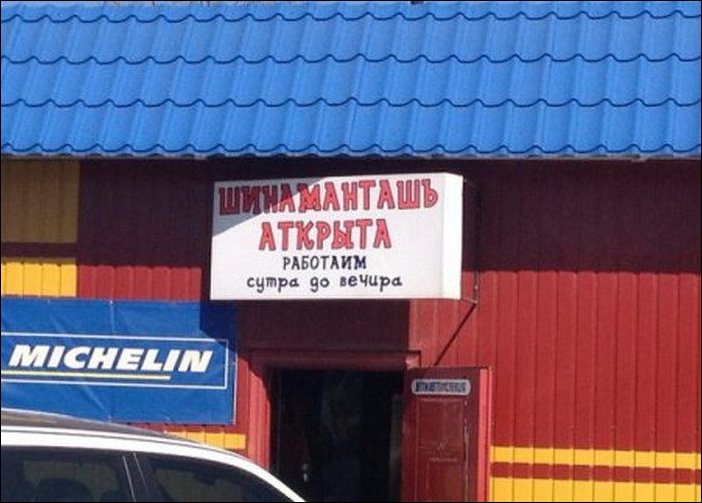 ШИНАМАНТАШЪ
АТКРЫТА
РАБОТАИМ
сутра до вечира
MICHELIN